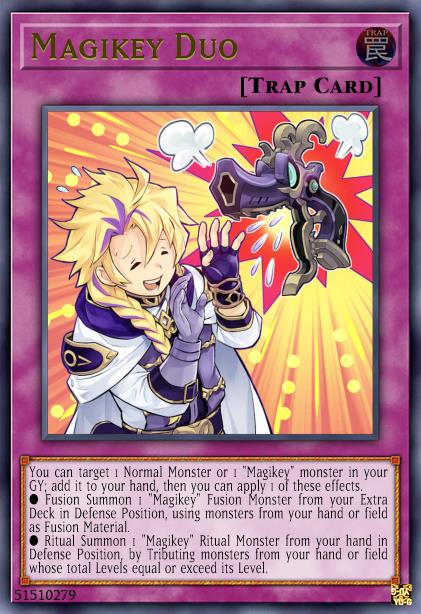 Magikey Duo
TRAP
罠
[Trap Card]
You can target 1 Normal Monster or 1 "Magikey" monster in your
GY; add it to your hand, then you can apply 1 of these effects.
● Fusion Summon 1 "Magikey" Fusion Monster from your Extra
Deck in Defense Position, using monsters from your hand or field
as Fusion Material.
● Ritual Summon 1 "Magikey" Ritual Monster from your hand in
Defense Position, by Tributing monsters from your hand or field
whose total Levels equal or exceed its Level.
51510279